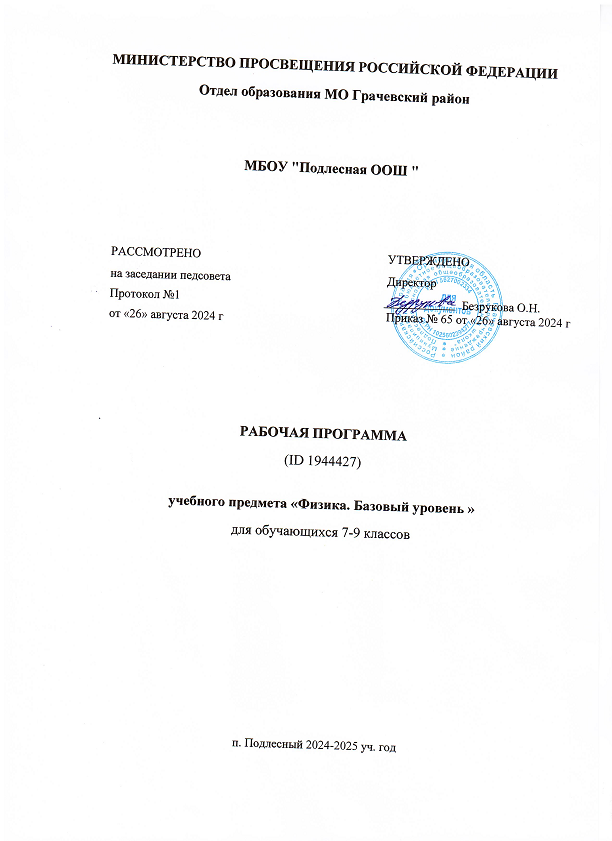 МИНИСТЕРСТВО ПРОСВЕЩЕНИЯ РОССИЙСКОЙ ФЕДЕРАЦИИ
Отдел образования МО Грачевский район
МБОУ "Подлесная ООШ "
РАССМОТРЕНО
на заседании педсовета
Протокол №1
от «26» августа 2024 г
УТВЕРЖДЕНО
Директор
Безрукова О.Н.
Приказ № 65 от «26» августа 2024 г
для
документов
РАБОЧАЯ ПРОГРАММА
(ID 1944427)
учебного предмета «Физика. Базовый уровень »
для обучающихся 7-9 классов
п. Подлесный 2024-2025 уч. год